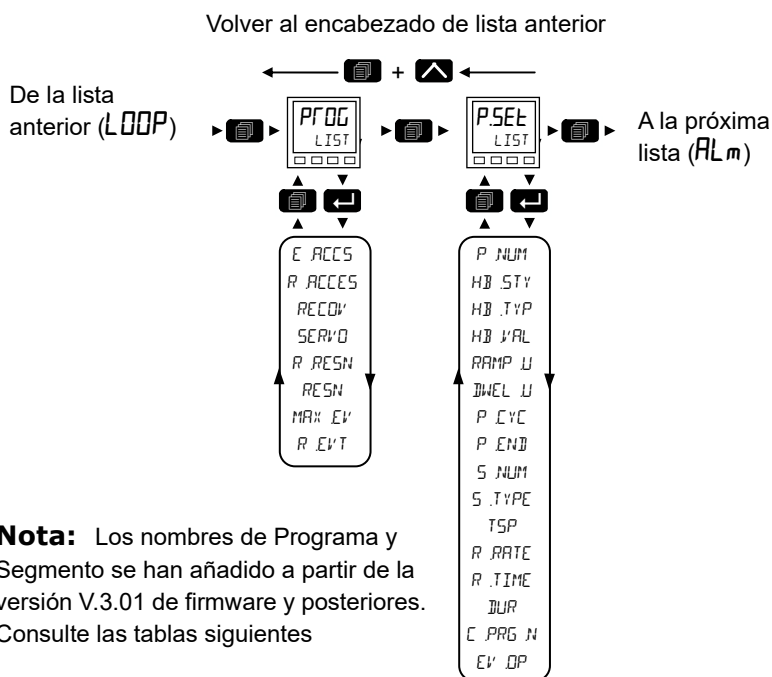 Volver al encabezado de lista anterior
+
De la lista
anterior (LOOP)
PROG
LIST
P.SEt
LIST
A la próxima
lista (ALm)
E.ACCS
R.ACCES
RECOV
SERVO
R.RESN
RESN
MAX.EV
R.EVT
P.NUM
HB.STY
HB.TYP
HB.VAL
RAMP.U
DWEL.U
P.CYC
P.END
S.NUM
S.TYPE
TSP
R.RATE
R.TIME
DUR
C.PRG.N
EV.OP
Nota: Los nombres de Programa y
Segmento se han añadido a partir de la
versión V.3.01 de firmware y posteriores.
Consulte las tablas siguientes